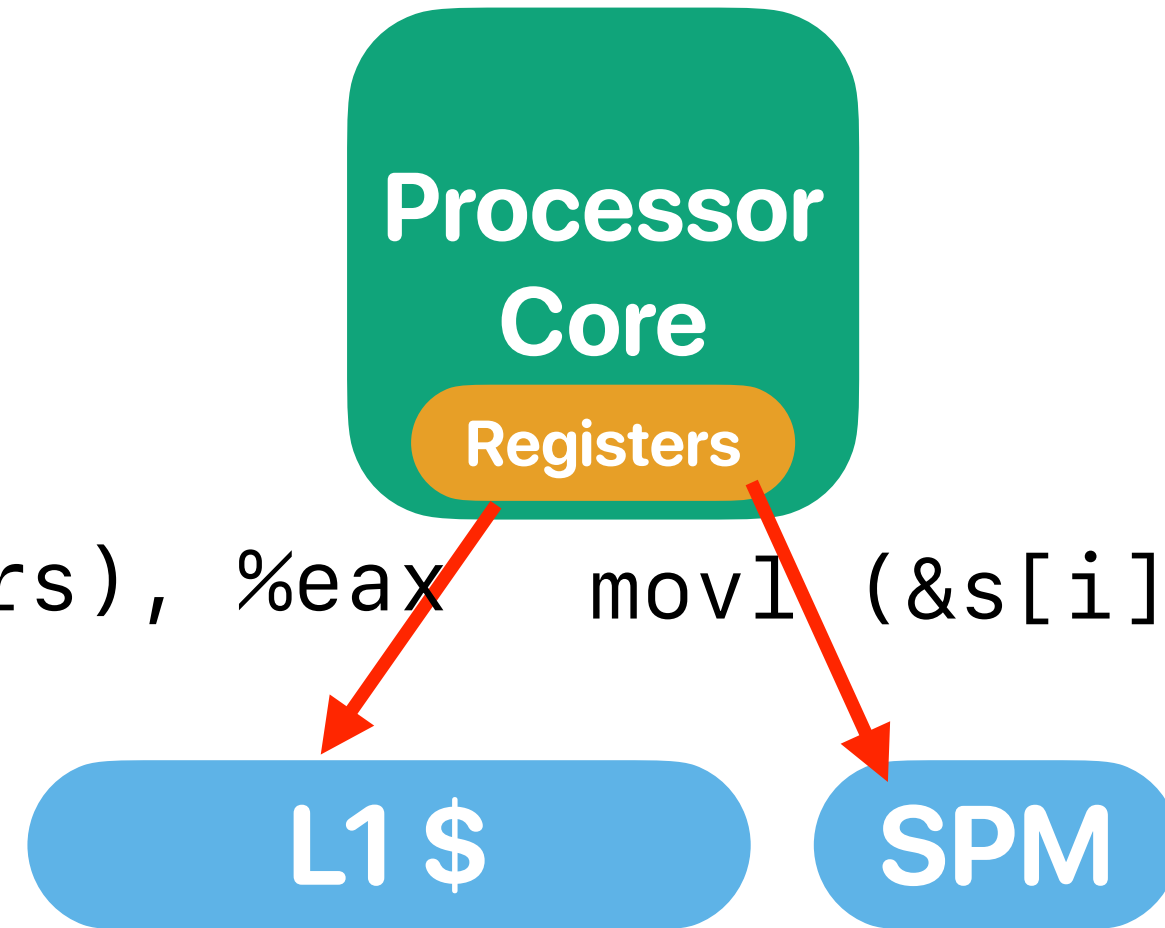 Processor
Core
Registers
rs), %eax
movl (&s[i]
L1 $
SPM